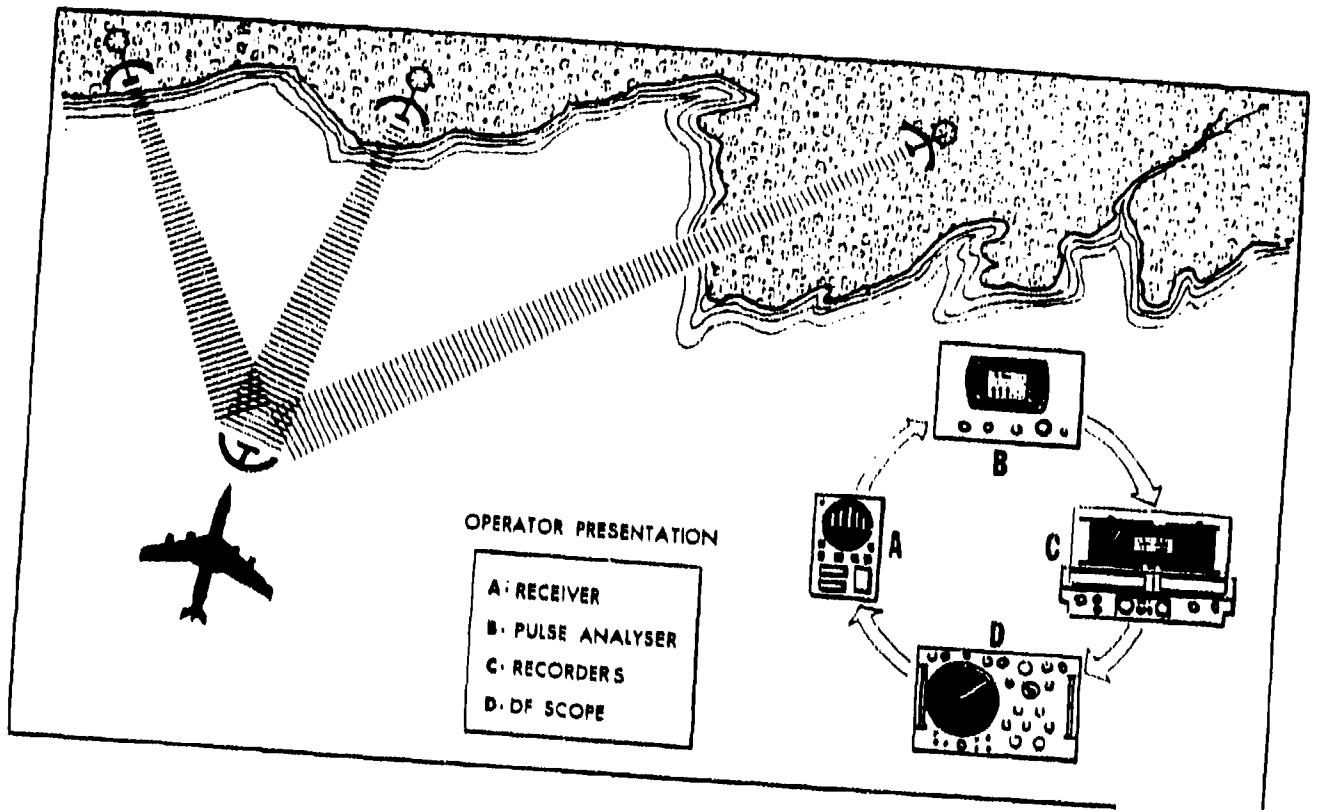 OPERATOR PRESENTATION
A· RECEIVER
B· PULSE ANALYSER
C· RECORDERS
D· DF SCOPE
B
A
C
D